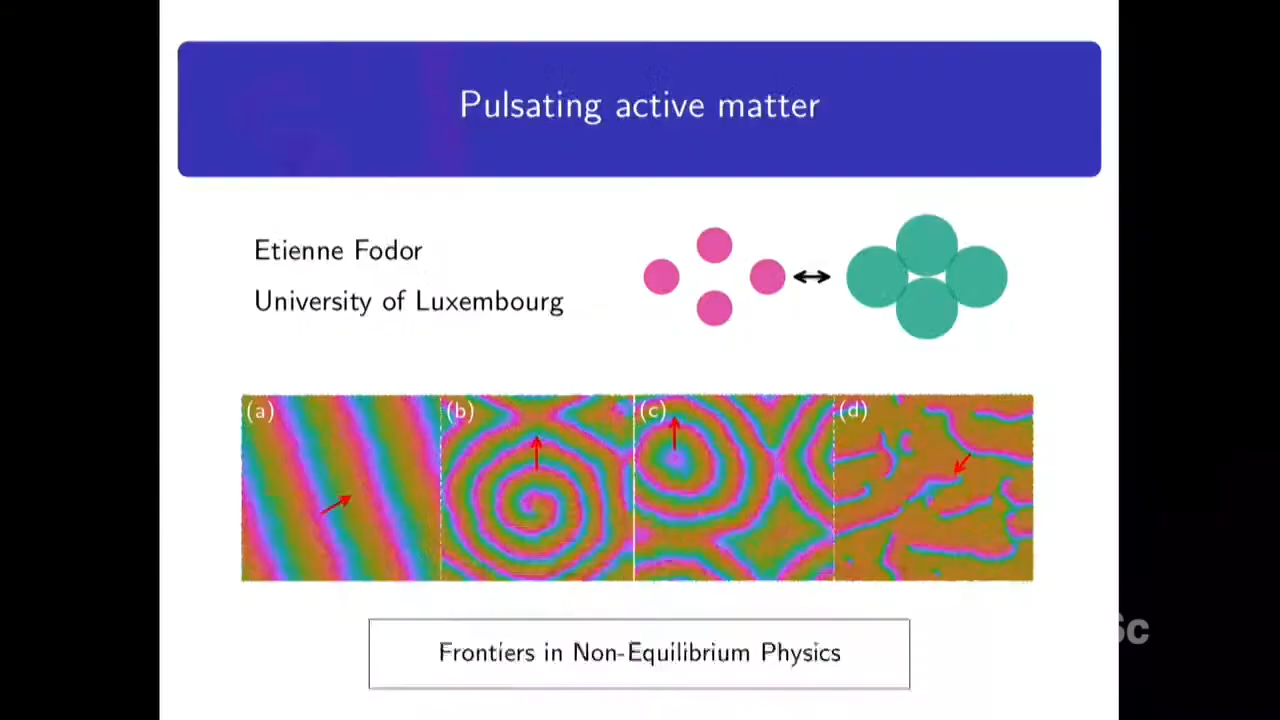 Pulsating active matter
Etienne Fodor
University of Luxembourg
(a)
(b)
(c)
(d)
Frontiers in Non-Equilibrium Physics